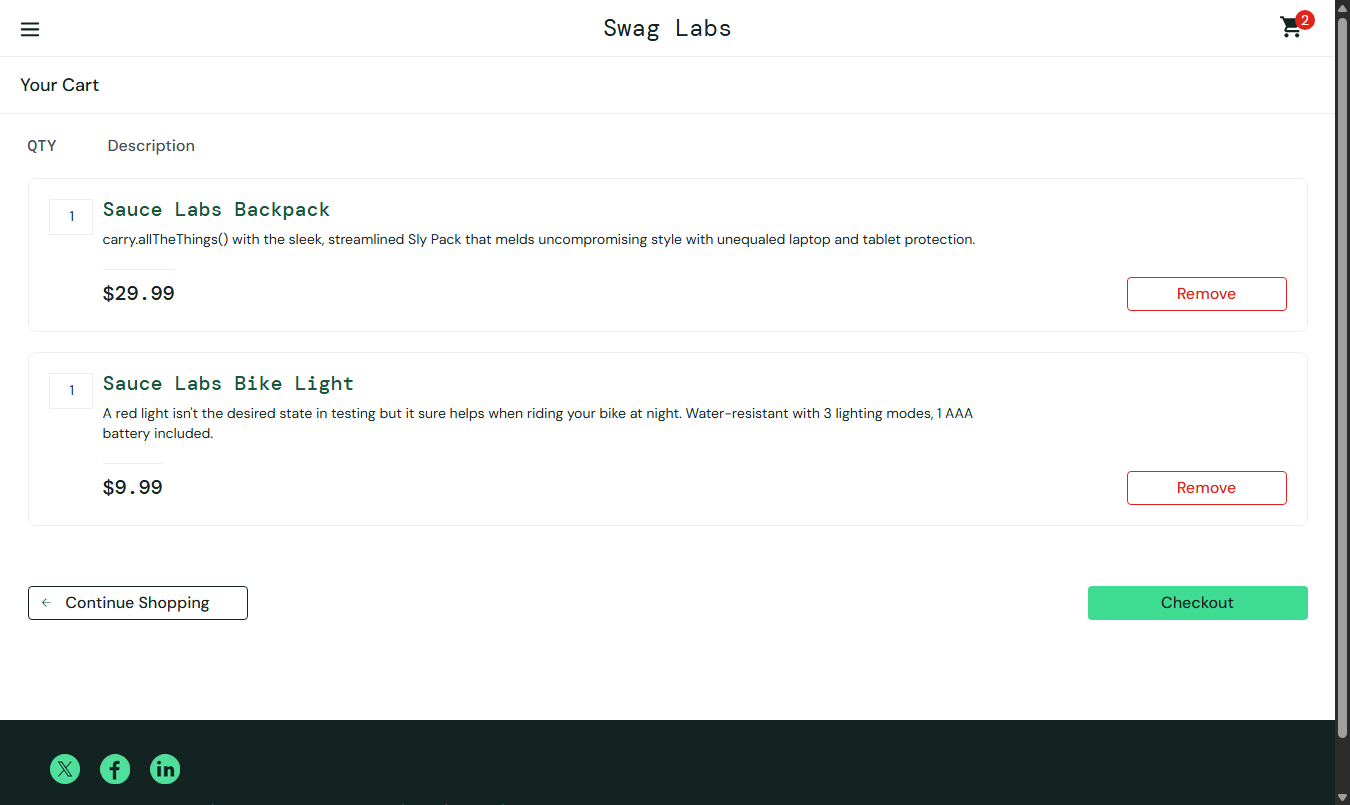 Swag Labs
2
Your Cart
QTY Description
1 Sauce Labs Backpack
carry.allTheThings() with the sleek, streamlined Sly Pack that melds uncompromising style with unequaled laptop and tablet protection.
$29.99 Remove
1 Sauce Labs Bike Light
A red light isn't the desired state in testing but it sure helps when riding your bike at night. Water-resistant with 3 lighting modes, 1 AAA
battery included.
$9.99 Remove
← Continue Shopping Checkout